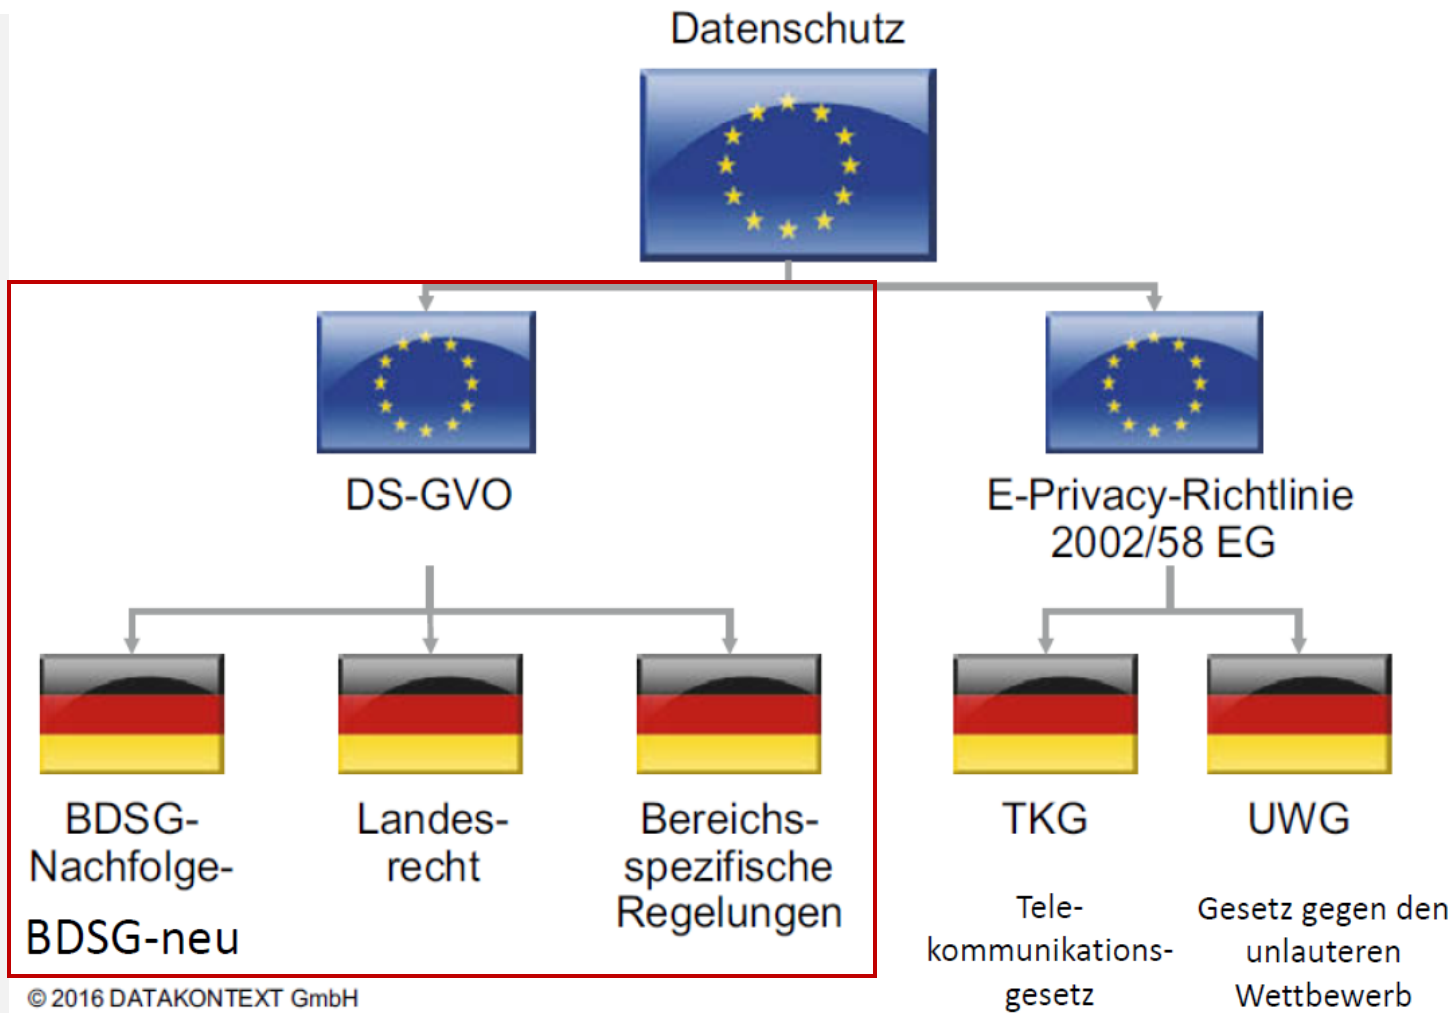 Datenschutz
DS-GVO
E-Privacy-Richtlinie
2002/58 EG
BDSG-
Nachfolge-
BDSG-neu
Landes-
recht
Bereichs-
spezifische
Regelungen
TKG
Tele-
kommunikations-
gesetz
UWG
Gesetz gegen den
unlauteren
Wettbewerb
© 2016 DATAKONTEXT GmbH